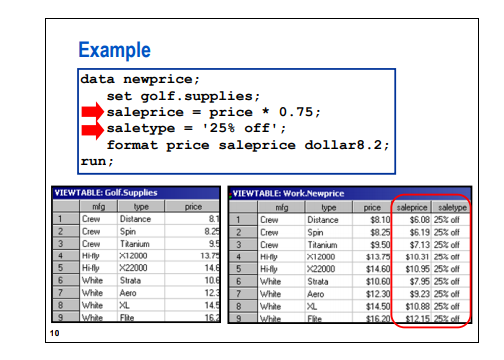 Example
data newprice;
set golf.supplies;
saleprice = price * 0.75;
saletype = '25% off';
format price saleprice dollar8.2;
run;
VIEWTABLE: Golf.Supplies
mfg type price
1 Crew Distance 8.1
2 Crew Spin 8.25
3 Crew Titanium 9.5
4 Hi-fly X12000 13.75
5 Hi-fly X22000 14.6
6 White Strata 10.6
7 White Aero 12.3
8 White XL 14.5
9 White Flite 16.2
VIEWTABLE: Work.Newprice
mfg type price saleprice saletype
1 Crew Distance $8.10 $6.08 25% off
2 Crew Spin $8.25 $6.19 25% off
3 Crew Titanium $9.50 $7.13 25% off
4 Hi-fly X12000 $13.75 $10.31 25% off
5 Hi-fly X22000 $14.60 $10.95 25% off
6 White Strata $10.60 $7.95 25% off
7 White Aero $12.30 $9.23 25% off
8 White XL $14.50 $10.88 25% off
9 White Flite $16.20 $12.15 25% off
10